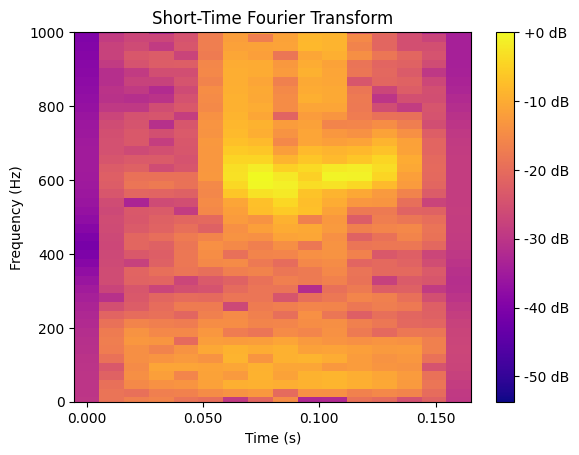 Short-Time Fourier Transform
1000
800
600
400
200
0
Frequency (Hz)
0.000
0.050
0.100
0.150
Time (s)
+0 dB
-10 dB
-20 dB
-30 dB
-40 dB
-50 dB